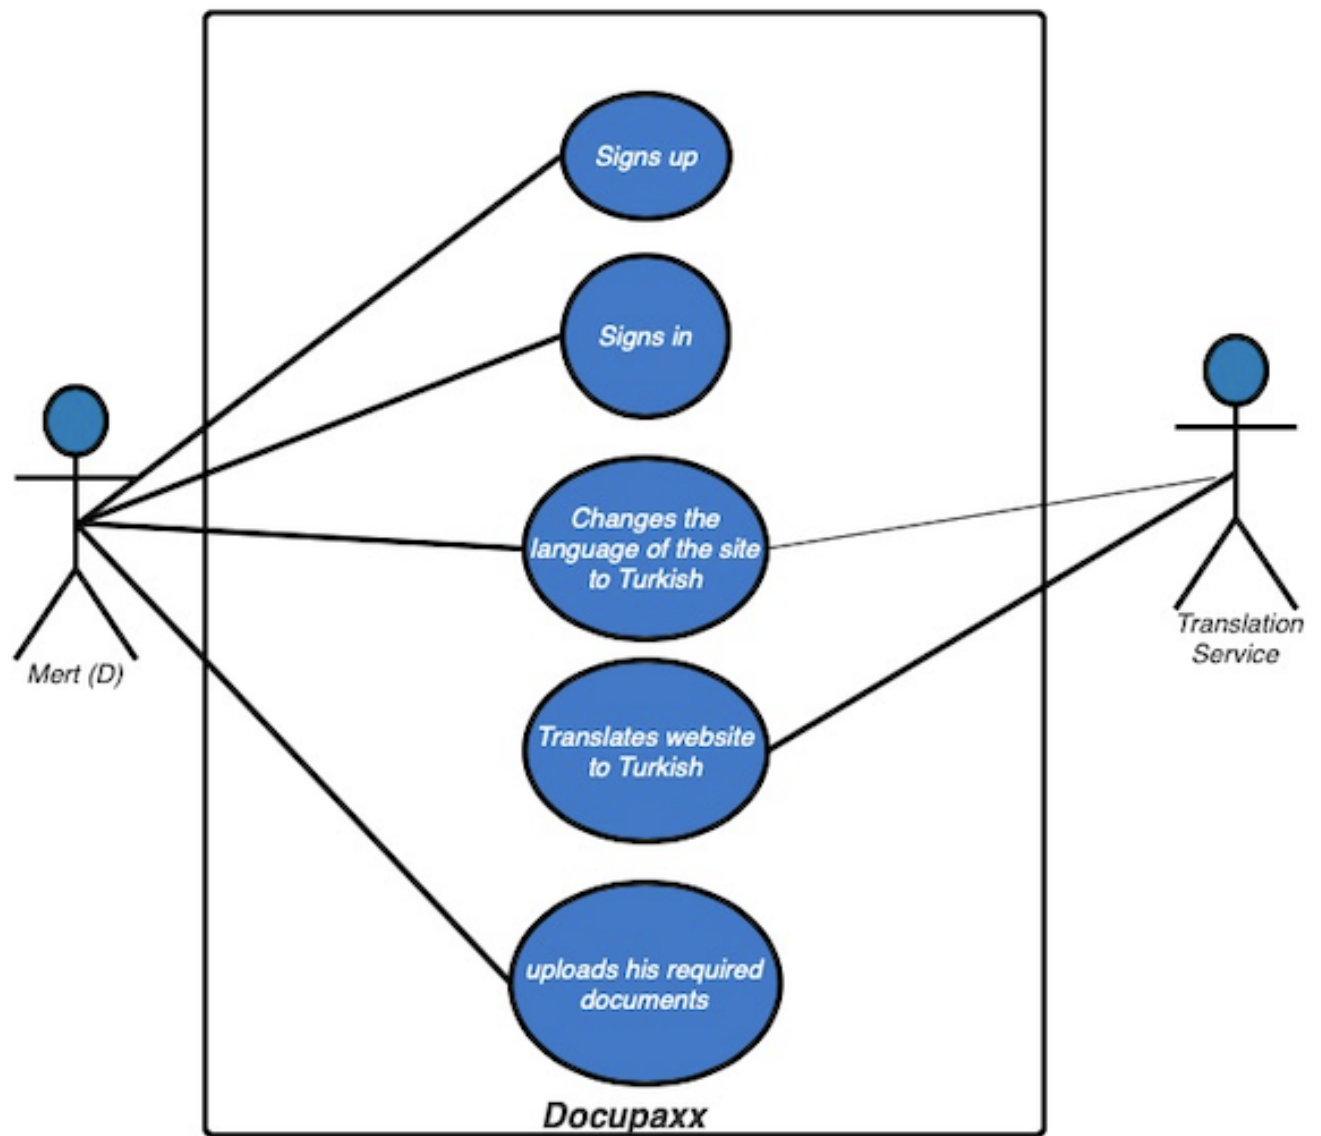 Signs up
Signs in
Changes the
language of the site
to Turkish
Translates website
to Turkish
uploads his required
documents
Mert (D)
Translation
Service
Docupaxx